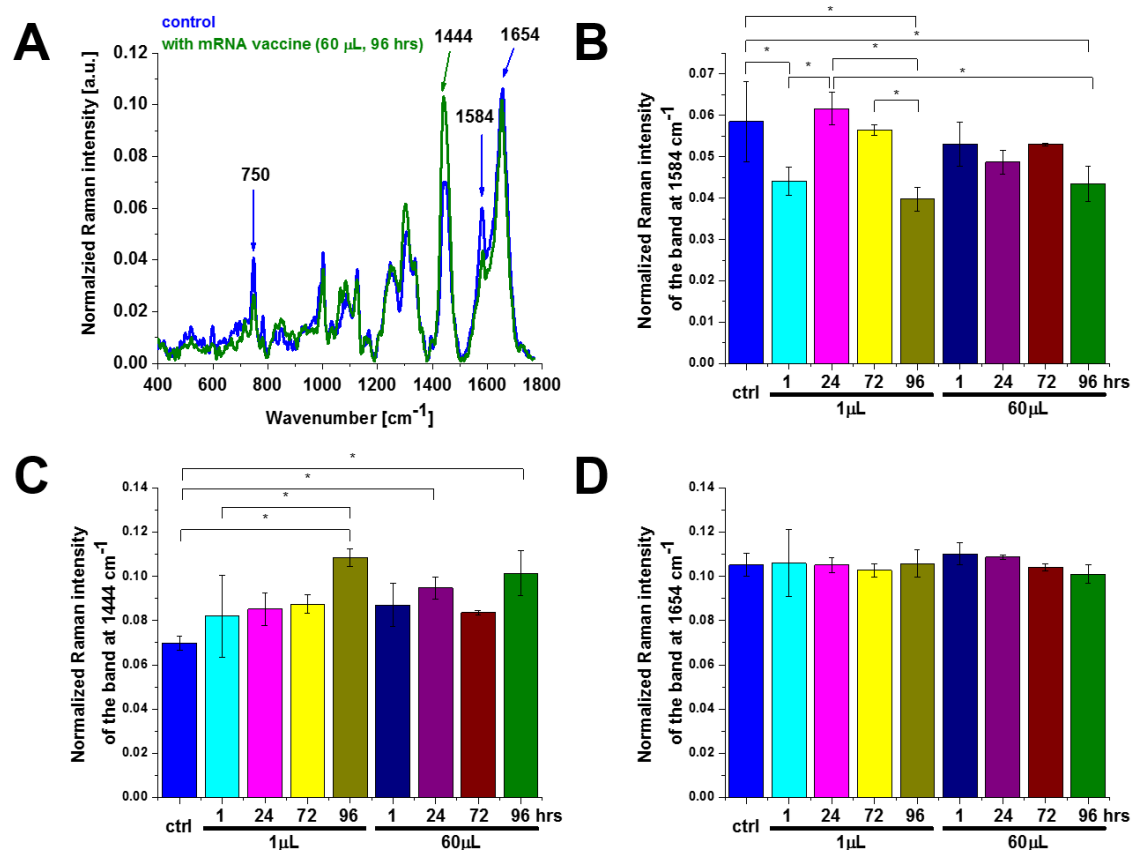 A
control
with mRNA vaccine (60 μL, 96 hrs)
1444
1654
1584
750
Normalzied Raman intensity [a.u.]
0.12
0.10
0.08
0.06
0.04
0.02
0.00
400 600 800 1000 1200 1400 1600 1800
Wavenumber [cm⁻¹]
B
* * * * * * *
Normalized Raman intensity
of the band at 1584 cm⁻¹
0.07
0.06
0.05
0.04
0.03
0.02
0.01
0.00
ctrl 1 24 72 96 1 24 72 96 hrs
1μL 60μL
C
* * * *
Normalized Raman intensity
of the band at 1444 cm⁻¹
0.14
0.12
0.10
0.08
0.06
0.04
0.02
0.00
ctrl 1 24 72 96 1 24 72 96 hrs
1μL 60μL
D
Normalized Raman intensity
of the band at 1654 cm⁻¹
0.14
0.12
0.10
0.08
0.06
0.04
0.02
0.00
ctrl 1 24 72 96 1 24 72 96 hrs
1μL 60μL